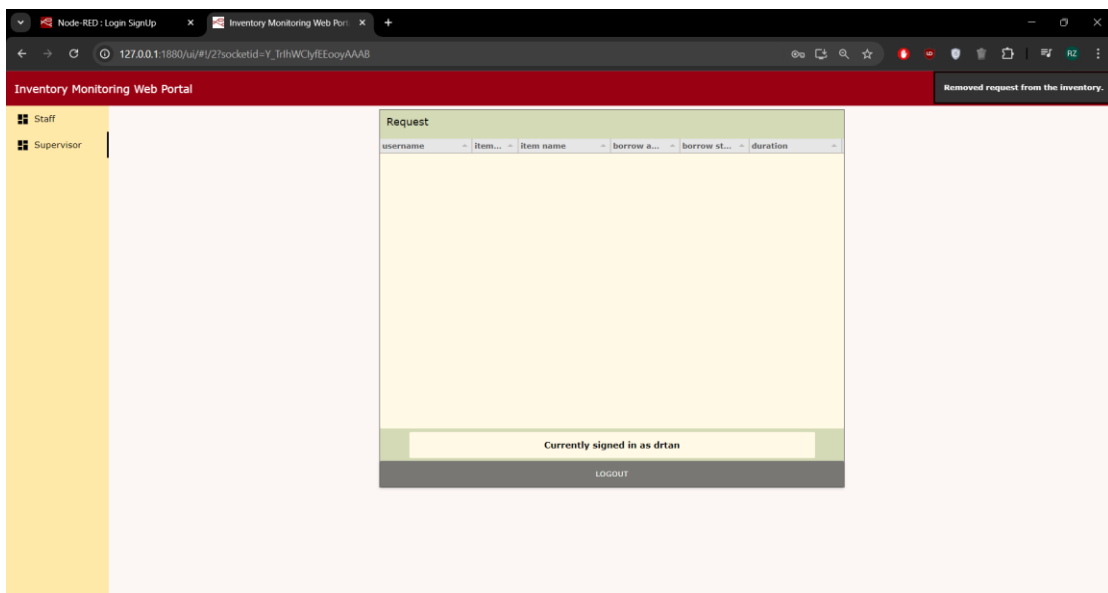 Node-RED : Login SignUp
Inventory Monitoring Web Port
127.0.0.1:1880/ui/#!/2?socketid=Y_TrIhWClyfEEooyAAAB
RZ
Inventory Monitoring Web Portal
Removed request from the inventory.
Staff
Supervisor
Request
username item... item name borrow a... borrow st... duration
Currently signed in as drtan
LOGOUT